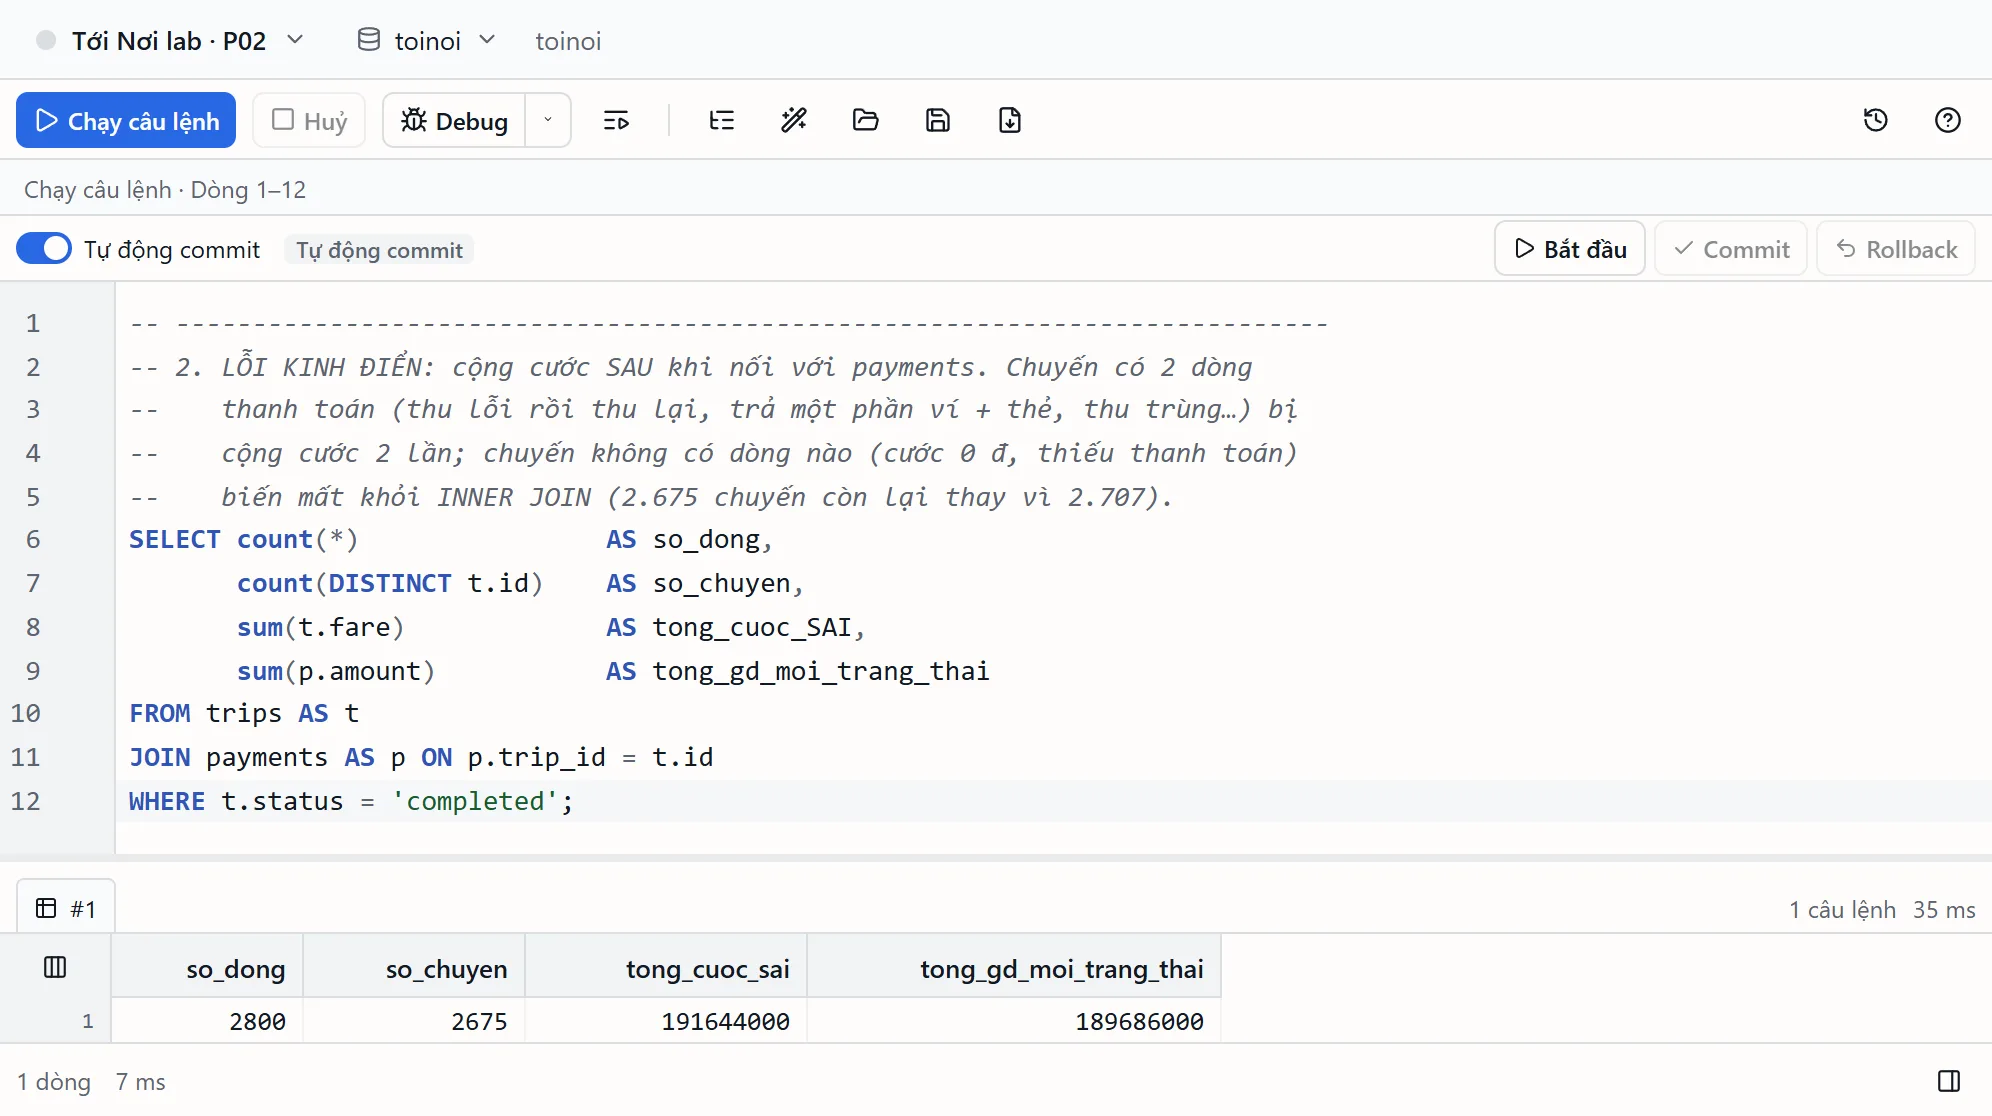 Tới Nơi lab · P02 toinoi toinoi
Chạy câu lệnh Huỷ Debug
Chạy câu lệnh · Dòng 1–12
Tự động commit Tự động commit Bắt đầu Commit Rollback
1 -- ---------------------------------------------------------------------------
2 -- 2. LỖI KINH ĐIỂN: cộng cước SAU khi nối với payments. Chuyến có 2 dòng
3 -- thanh toán (thu lỗi rồi thu lại, trả một phần ví + thẻ, thu trùng…) bị
4 -- cộng cước 2 lần; chuyến không có dòng nào (cước 0 đ, thiếu thanh toán)
5 -- biến mất khỏi INNER JOIN (2.675 chuyến còn lại thay vì 2.707).
6 SELECT count(*) AS so_dong,
7 count(DISTINCT t.id) AS so_chuyen,
8 sum(t.fare) AS tong_cuoc_SAI,
9 sum(p.amount) AS tong_gd_moi_trang_thai
10 FROM trips AS t
11 JOIN payments AS p ON p.trip_id = t.id
12 WHERE t.status = 'completed';
#1 1 câu lệnh 35 ms
so_dong so_chuyen tong_cuoc_sai tong_gd_moi_trang_thai
1 2800 2675 191644000 189686000
1 dòng 7 ms